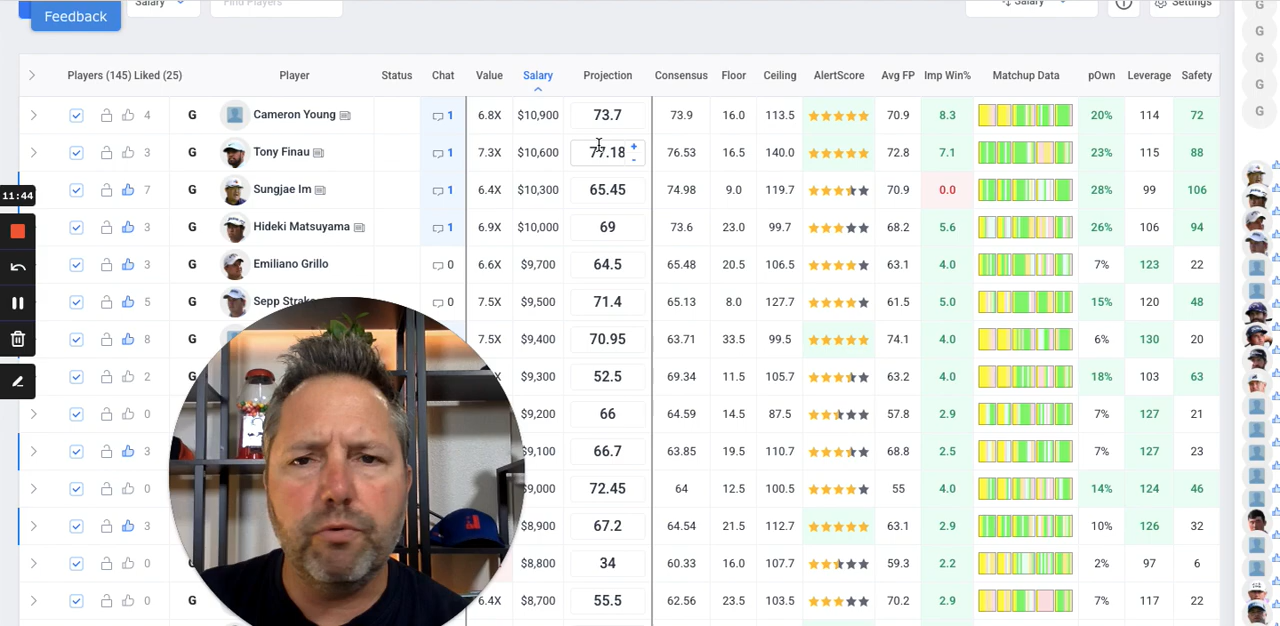 Feedback
Salary
Find Players
Salary
Settings
Players (145) Liked (25) Player Status Chat Value Salary Projection Consensus Floor Ceiling AlertScore Avg FP Imp Win% Matchup Data pOwn Leverage Safety
4 G Cameron Young 1 6.8X $10,900 73.7 73.9 16.0 113.5 70.9 8.3 20% 114 72
3 G Tony Finau 1 7.3X $10,600 77.18 + - 76.53 16.5 140.0 72.8 7.1 23% 115 88
11:44
7 G Sungjae Im 1 6.4X $10,300 65.45 74.98 9.0 119.7 70.9 0.0 28% 99 106
3 G Hideki Matsuyama 1 6.9X $10,000 69 73.6 23.0 99.7 68.2 5.6 26% 106 94
3 G Emiliano Grillo 0 6.6X $9,700 64.5 65.48 20.5 106.5 63.1 4.0 7% 123 22
5 G Sepp 0 7.5X $9,500 71.4 65.13 8.0 127.7 61.5 5.0 15% 120 48
8 G 7.5X $9,400 70.95 63.71 33.5 99.5 74.1 4.0 6% 130 20
2 G $9,300 52.5 69.34 11.5 105.7 63.2 4.0 18% 103 63
0 $9,200 66 64.59 14.5 87.5 57.8 2.9 7% 127 21
3 $9,100 66.7 63.85 19.5 110.7 68.8 2.5 7% 127 23
0 $9,000 72.45 64 12.5 100.5 55 4.0 14% 124 46
3 $8,900 67.2 64.54 21.5 112.7 63.1 2.9 10% 126 32
0 $8,800 34 60.33 16.0 107.7 59.3 2.2 2% 97 6
0 G 6.4X $8,700 55.5 62.56 12.5 103.5 70.2 2.9 7% 117 22
G
G
G
G
G